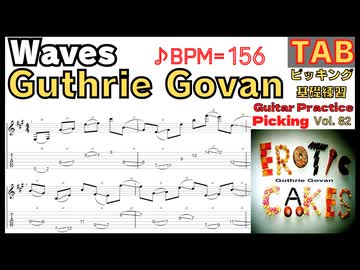 Waves
♪BPM=156
TAB
Guthrie Govan
ピッキング
基礎練習
Guitar Practice
Picking Vol. 82
EROTIC
Guthrie Govan
CAKES